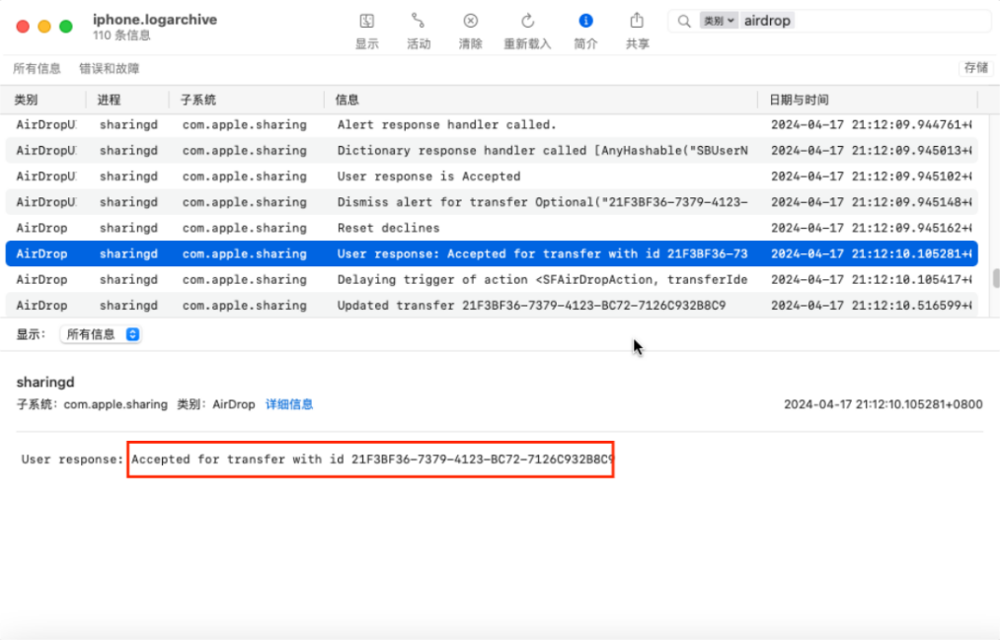 iphone.logarchive
110 条信息
显示 活动 清除 重新载入 简介 共享
类别 airdrop
所有信息 错误和故障 存储
类别 进程 子系统 信息 日期与时间
AirDropU sharingd com.apple.sharing Alert response handler called. 2024-04-17 21:12:09.944761+
AirDropU sharingd com.apple.sharing Dictionary response handler called [AnyHashable("SBUserN 2024-04-17 21:12:09.945013+
AirDropU sharingd com.apple.sharing User response is Accepted 2024-04-17 21:12:09.945102+
AirDropU sharingd com.apple.sharing Dismiss alert for transfer Optional("21F3BF36-7379-4123- 2024-04-17 21:12:09.945148+
AirDrop sharingd com.apple.sharing Reset declines 2024-04-17 21:12:09.945162+
AirDrop sharingd com.apple.sharing User response: Accepted for transfer with id 21F3BF36-73 2024-04-17 21:12:10.105281+
AirDrop sharingd com.apple.sharing Delaying trigger of action <SFAirDropAction, transferIde 2024-04-17 21:12:10.105417+
AirDrop sharingd com.apple.sharing Updated transfer 21F3BF36-7379-4123-BC72-7126C932B8C9 2024-04-17 21:12:10.516599+
显示: 所有信息
sharingd
子系统: com.apple.sharing 类别: AirDrop 详细信息 2024-04-17 21:12:10.105281+0800
User response: Accepted for transfer with id 21F3BF36-7379-4123-BC72-7126C932B8C9